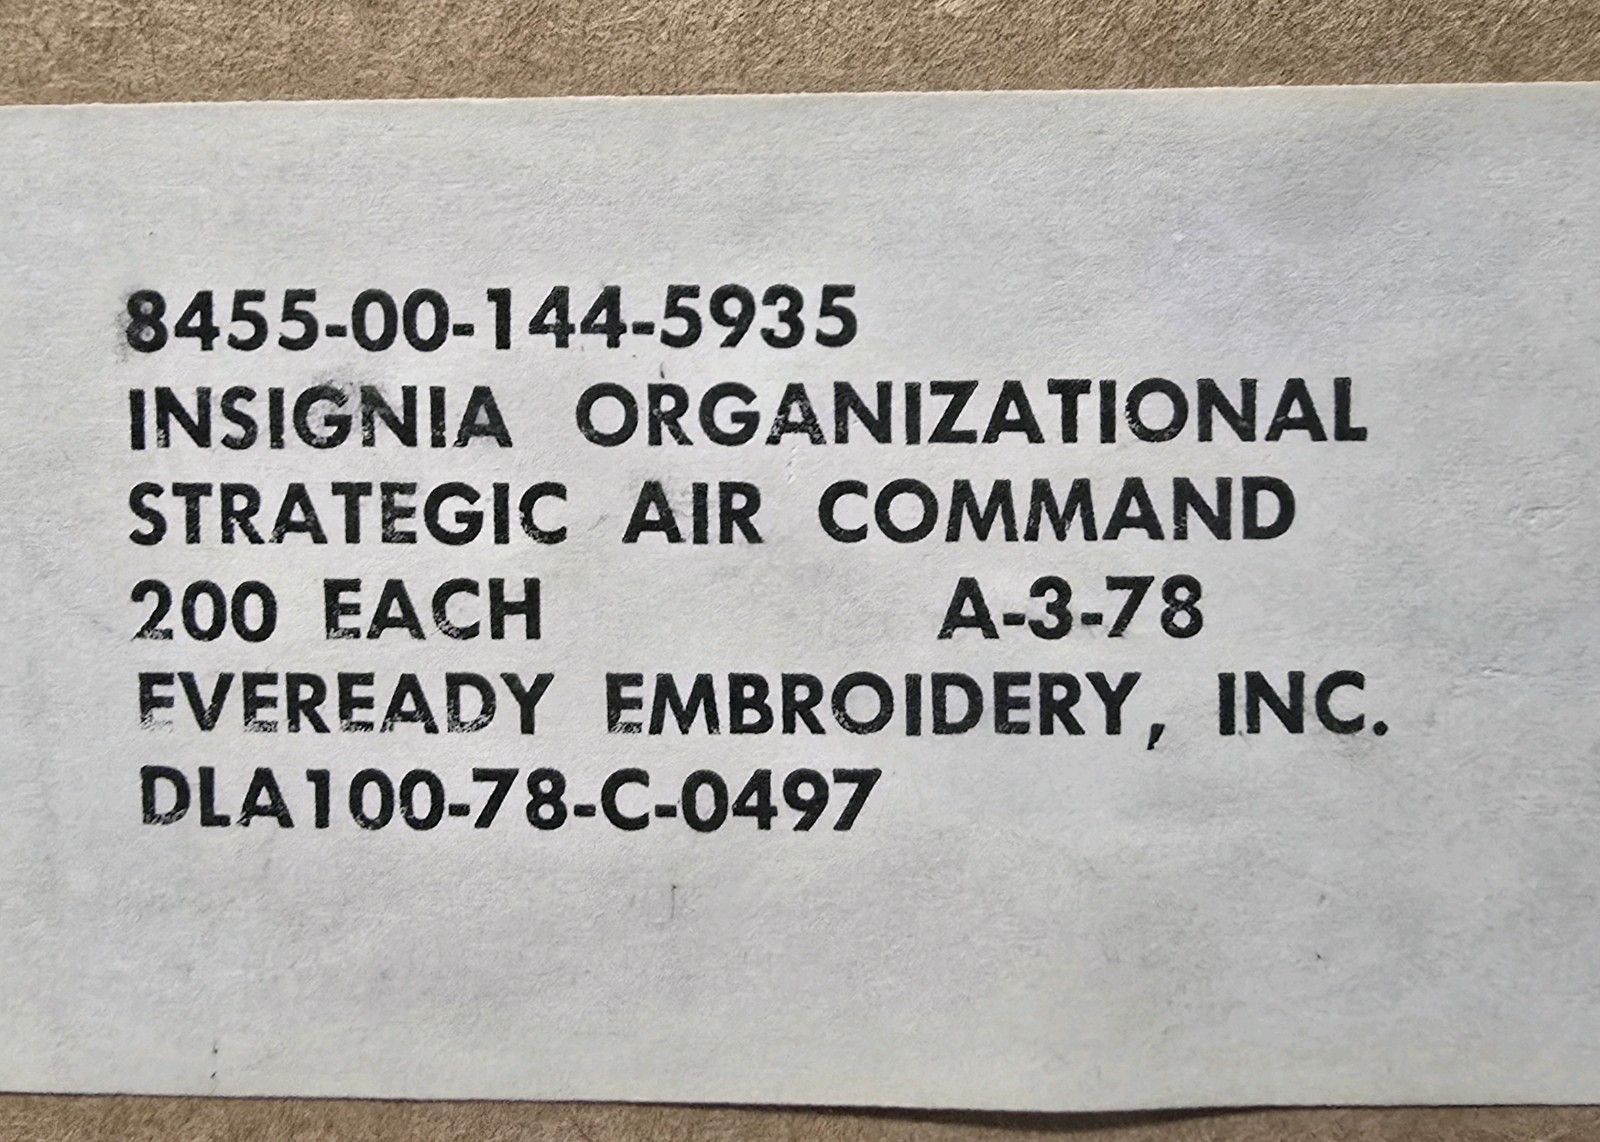 8455-00-144-5935
INSIGNIA ORGANIZATIONAL
STRATEGIC AIR COMMAND
200 EACH A-3-78
EVEREADY EMBROIDERY, INC.
DLA100-78-C-0497